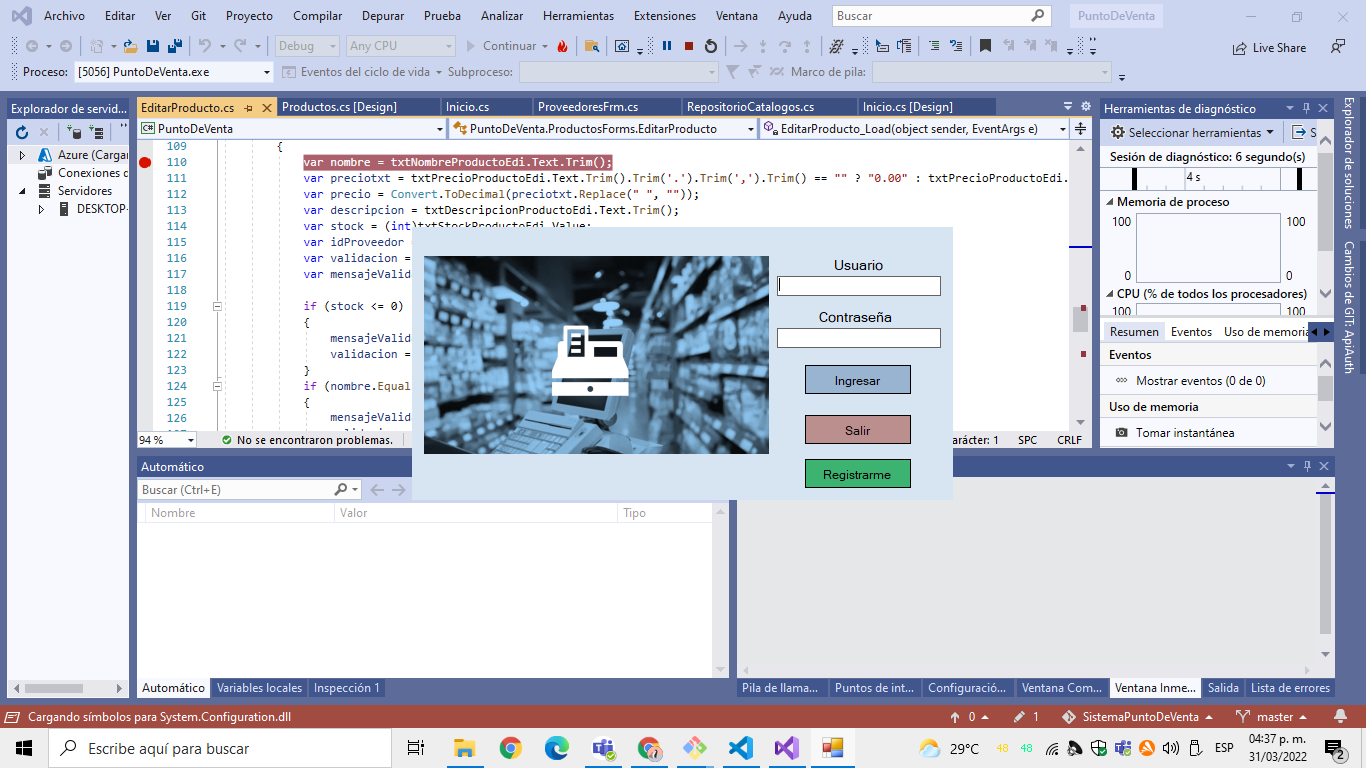 Archivo Editar Ver Git Proyecto Compilar Depurar Prueba Analizar Herramientas Extensiones Ventana Ayuda Buscar PuntoDeVenta
Debug Any CPU Continuar Live Share
Proceso: [5056] PuntoDeVenta.exe Eventos del ciclo de vida Subproceso: Marco de pila:
Explorador de servid...
Azure (Cargar
Conexiones d
Servidores
DESKTOP-
EditarProducto.cs Productos.cs [Design] Inicio.cs ProveedoresFrm.cs RepositorioCatalogos.cs Inicio.cs [Design]
C# PuntoDeVenta PuntoDeVenta.ProductosForms.EditarProducto EditarProducto_Load(object sender, EventArgs e)
109 {
110 var nombre = txtNombreProductoEdi.Text.Trim();
111 var preciotxt = txtPrecioProductoEdi.Text.Trim().Trim('.').Trim(',').Trim() == "" ? "0.00" : txtPrecioProductoEdi.
112 var precio = Convert.ToDecimal(preciotxt.Replace(" ", ""));
113 var descripcion = txtDescripcionProductoEdi.Text.Trim();
114 var stock = (int)txtStockProductoEdi.Value;
115 var idProveedor
116 var validacion =
117 var mensajeValid
118
119 if (stock <= 0)
120 {
121 mensajeValid
122 validacion =
123 }
124 if (nombre.Equal
125 {
126 mensajeValid
94 % No se encontraron problemas. arácter: 1 SPC CRLF
Usuario
Contraseña
Ingresar
Salir
Registrarme
Herramientas de diagnóstico
Seleccionar herramientas S
Sesión de diagnóstico: 6 segundo(s)
4 s
Memoria de proceso
100 100
0 0
CPU (% de todos los procesadores)
100 100
Resumen Eventos Uso de memoria
Eventos
Mostrar eventos (0 de 0)
Uso de memoria
Tomar instantánea
Explorador de soluciones
Cambios de GIT: ApiAuth
Automático
Buscar (Ctrl+E)
Nombre Valor Tipo
Automático Variables locales Inspección 1
Pila de llama... Puntos de int... Configuració... Ventana Com... Ventana Inme... Salida Lista de errores
Cargando símbolos para System.Configuration.dll 0 1 SistemaPuntoDeVenta master
Escribe aquí para buscar 29°C 48 48 ESP 04:37 p. m.
31/03/2022 2